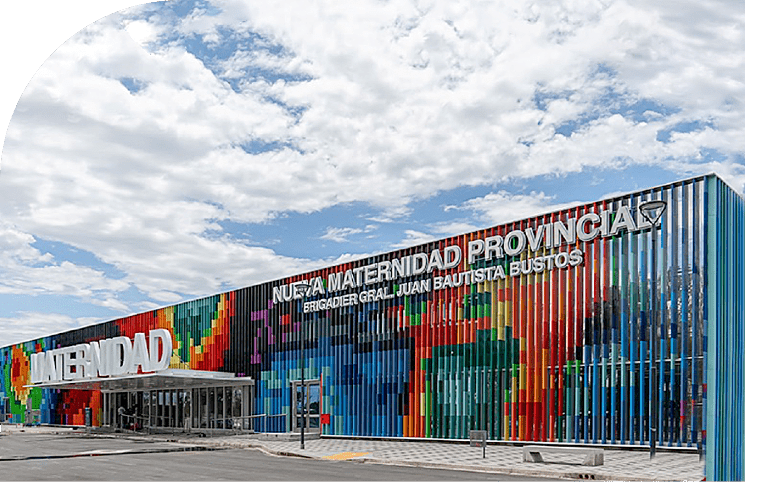 NUEVA MATERNIDAD PROVINCIAL
BRIGADIER GRAL. JUAN BAUTISTA BUSTOS
MATERNIDAD